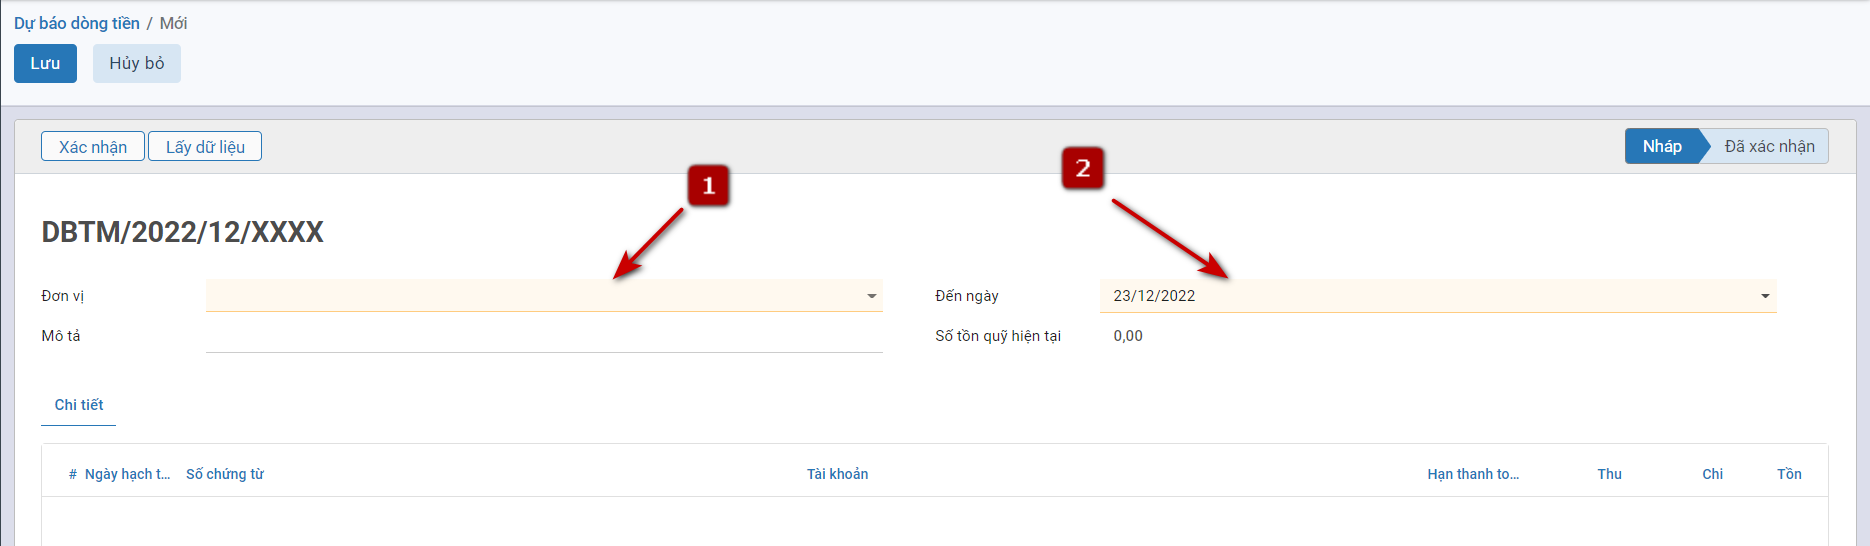 Dự báo dòng tiền / Mới
Lưu Hủy bỏ
Xác nhận Lấy dữ liệu Nháp Đã xác nhận
1 2
DBTM/2022/12/XXXX
Đơn vị Đến ngày 23/12/2022
Mô tả Số tồn quỹ hiện tại 0,00
Chi tiết
# Ngày hạch t... Số chứng từ Tài khoản Hạn thanh to... Thu Chi Tồn